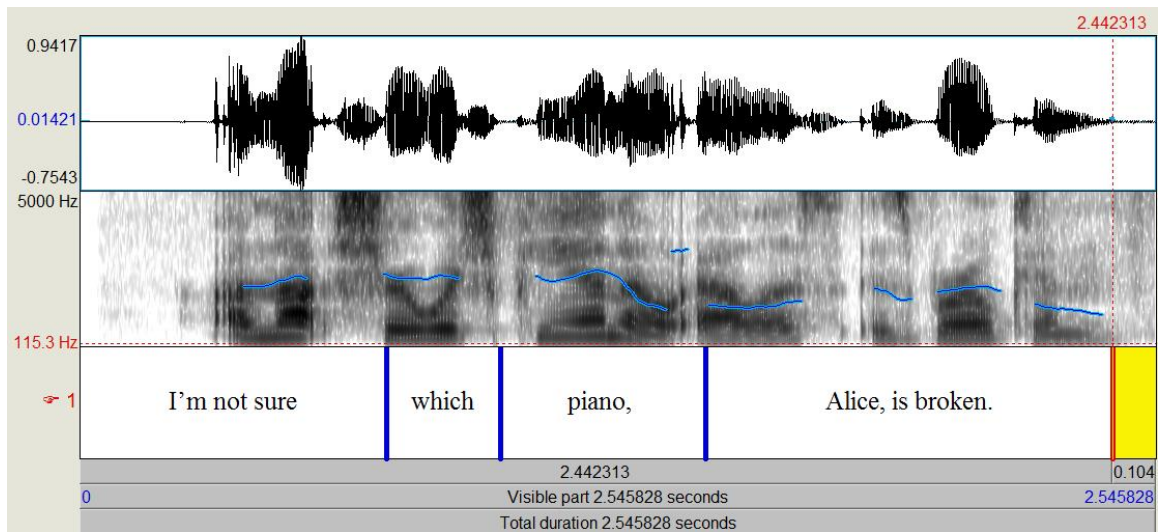 2.442313
0.9417
0.01421
-0.7543
5000 Hz
115.3 Hz
☞ 1
I'm not sure which piano, Alice, is broken.
2.442313 0.104
0 Visible part 2.545828 seconds 2.545828
Total duration 2.545828 seconds